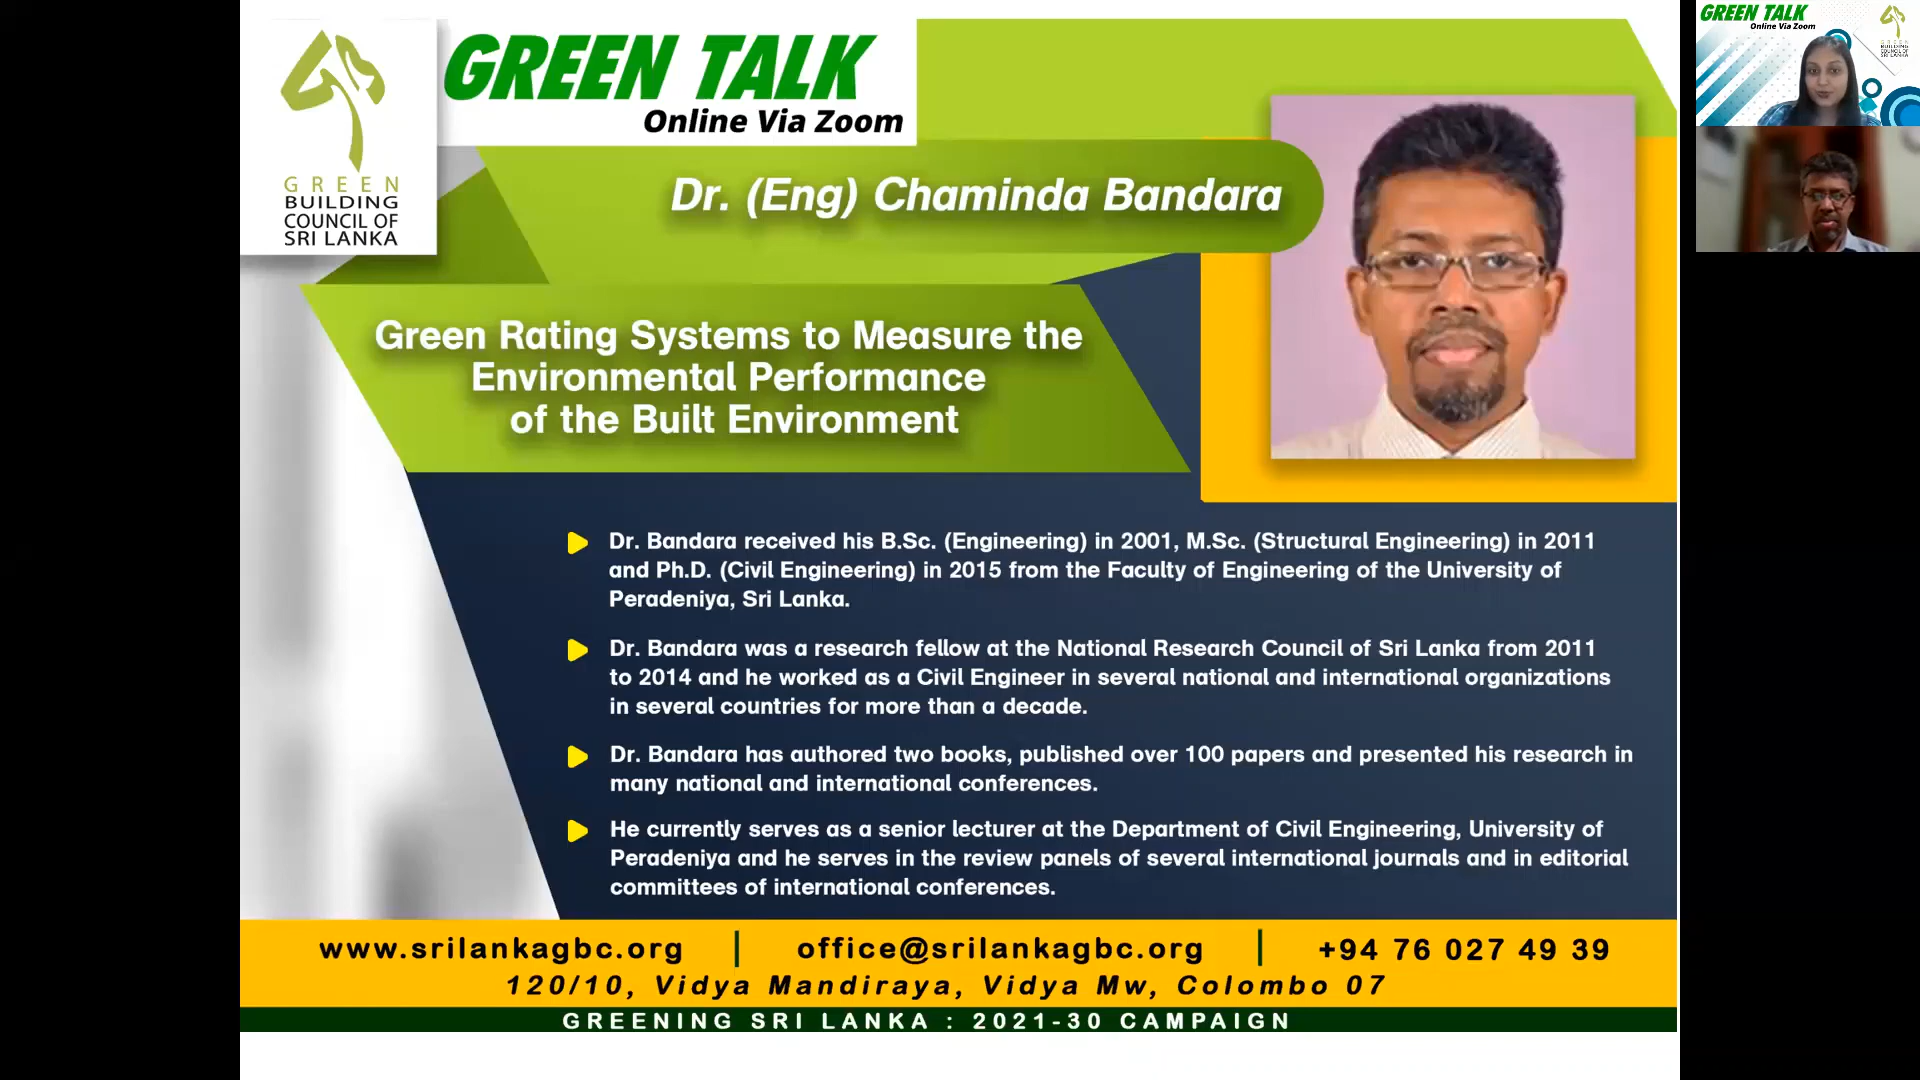 GREEN
BUILDING
COUNCIL OF
SRI LANKA
GREEN TALK
Online Via Zoom
Dr. (Eng) Chaminda Bandara
Green Rating Systems to Measure the
Environmental Performance
of the Built Environment
Dr. Bandara received his B.Sc. (Engineering) in 2001, M.Sc. (Structural Engineering) in 2011
and Ph.D. (Civil Engineering) in 2015 from the Faculty of Engineering of the University of
Peradeniya, Sri Lanka.
Dr. Bandara was a research fellow at the National Research Council of Sri Lanka from 2011
to 2014 and he worked as a Civil Engineer in several national and international organizations
in several countries for more than a decade.
Dr. Bandara has authored two books, published over 100 papers and presented his research in
many national and international conferences.
He currently serves as a senior lecturer at the Department of Civil Engineering, University of
Peradeniya and he serves in the review panels of several international journals and in editorial
committees of international conferences.
www.srilankagbc.org | office@srilankagbc.org | +94 76 027 49 39
120/10, Vidya Mandiraya, Vidya Mw, Colombo 07
GREENING SRI LANKA : 2021-30 CAMPAIGN
GREEN TALK
Online Via Zoom
GREEN
BUILDING
COUNCIL OF
SRI LANKA